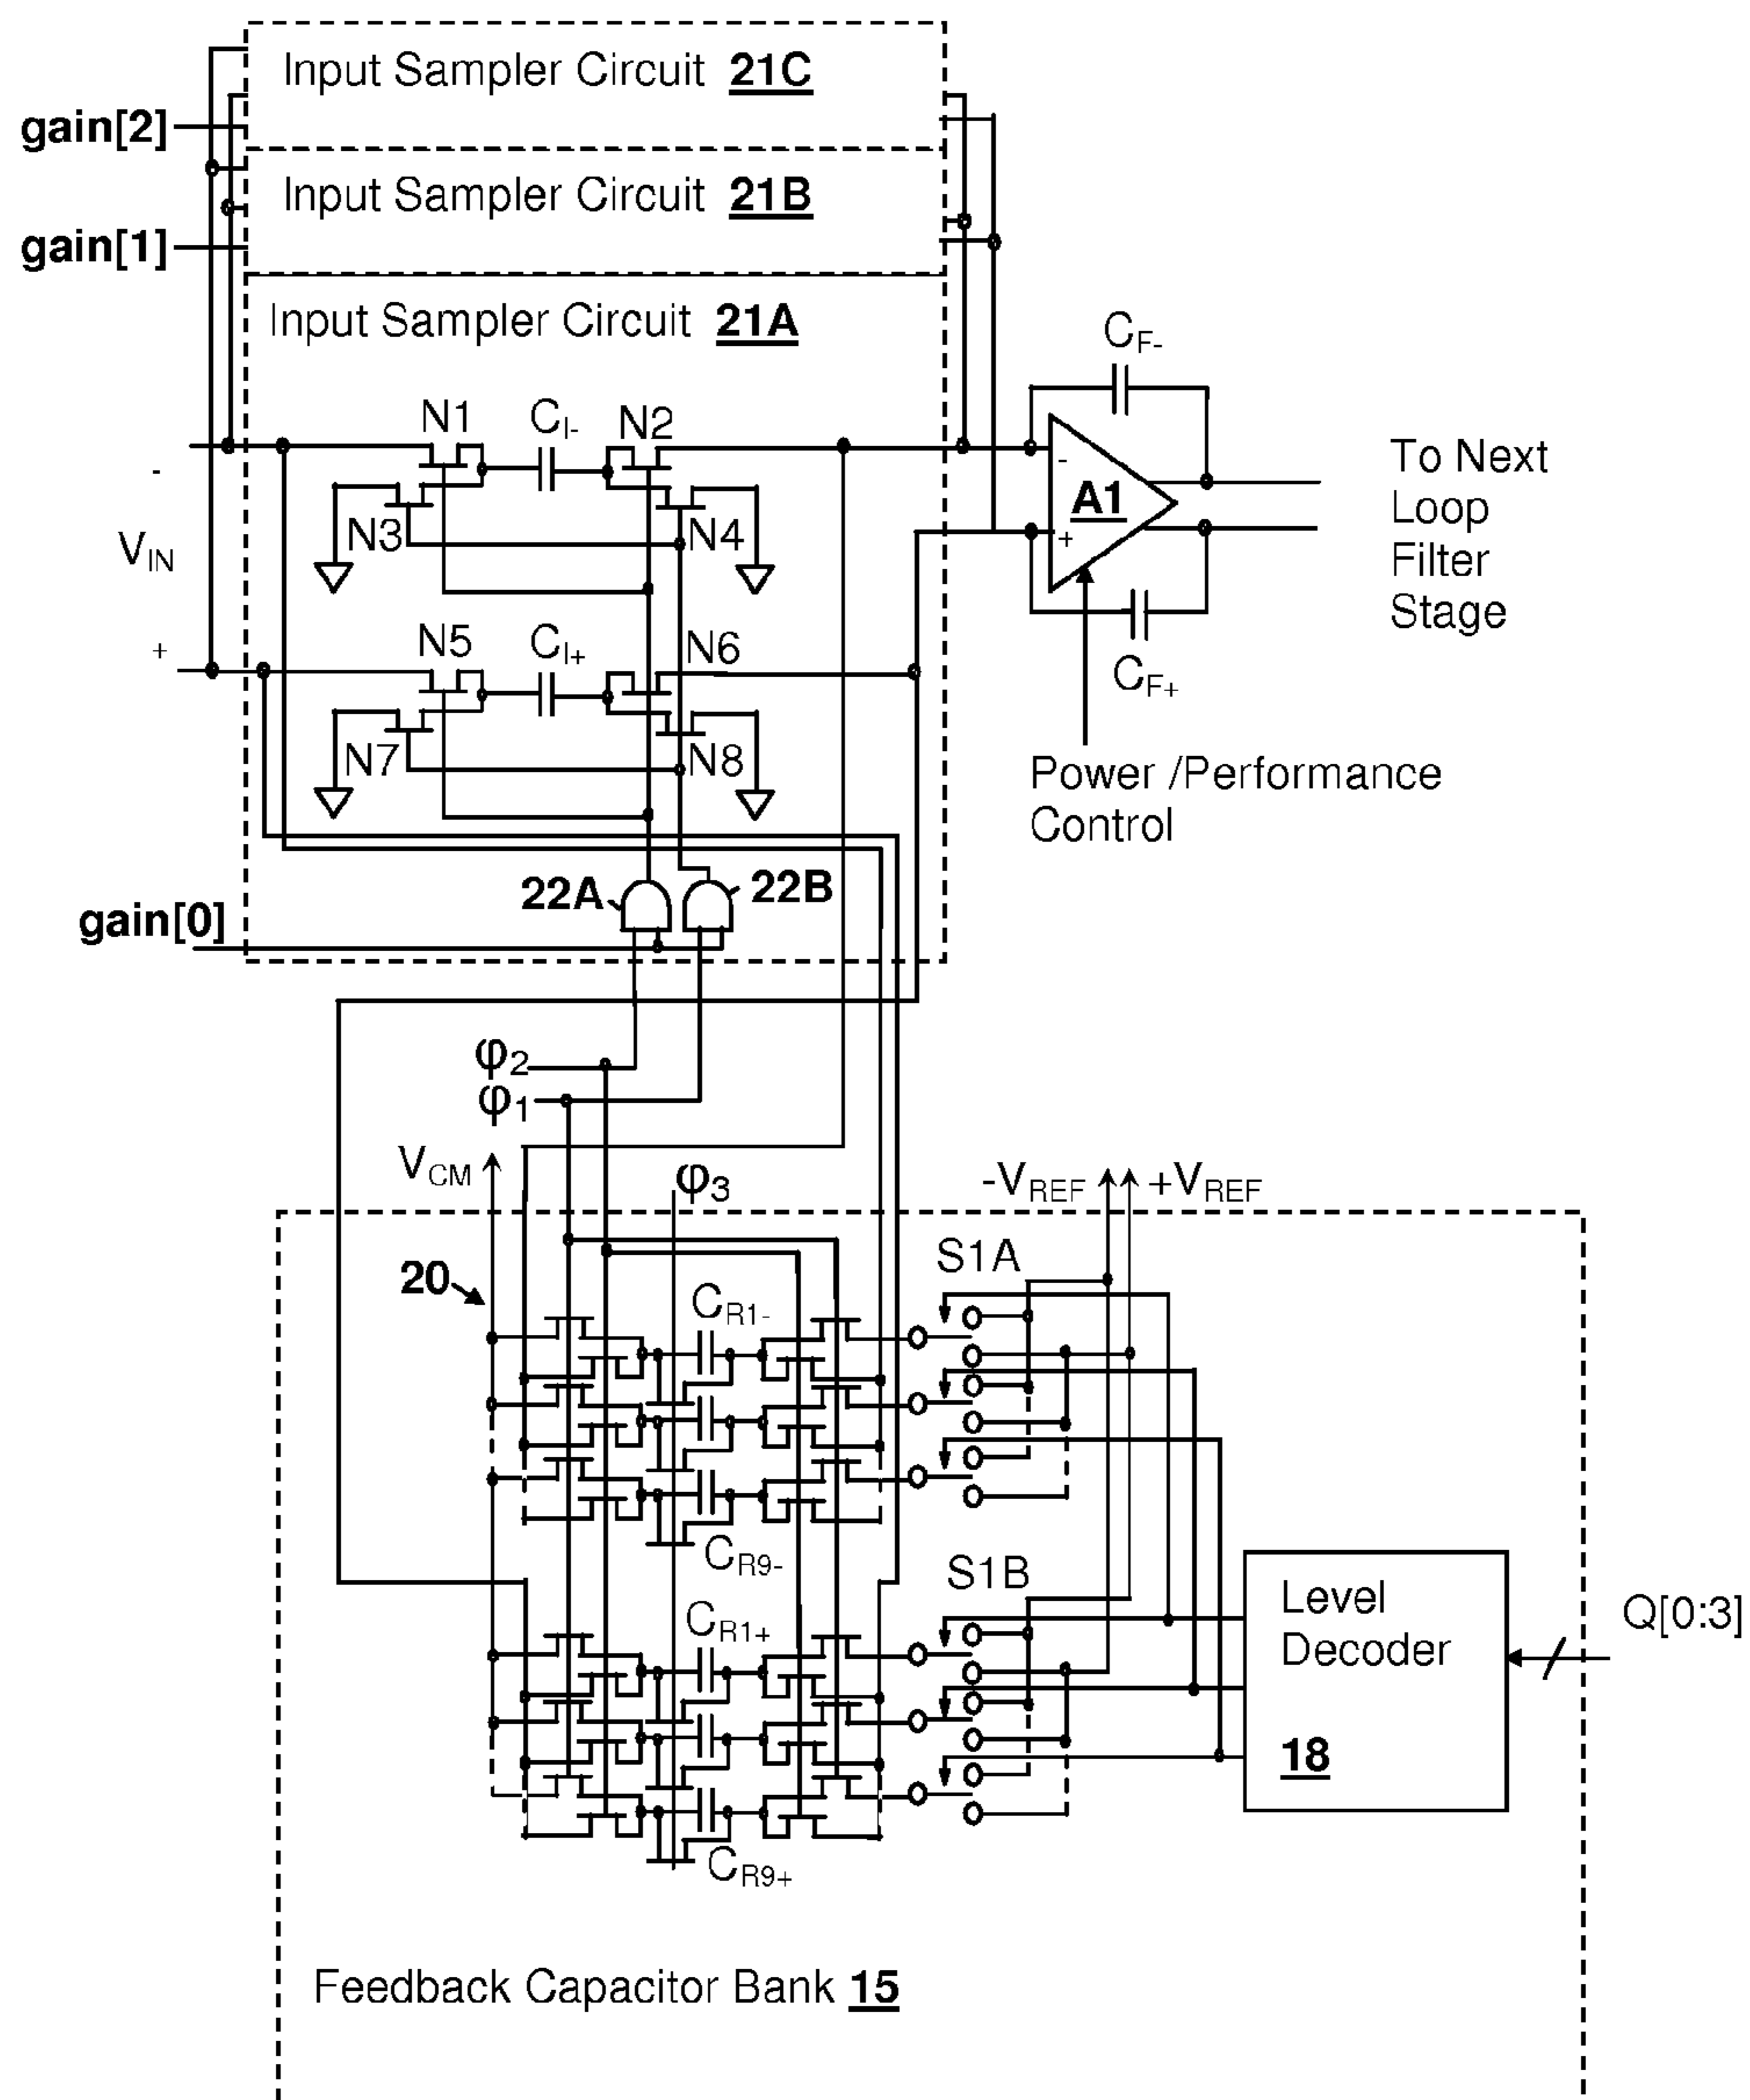 Input Sampler Circuit 21C
gain[2]
Input Sampler Circuit 21B
gain[1]
Input Sampler Circuit 21A
CF-
N1
CI-
N2
-
-
A1
To Next
Loop
Filter
Stage
N3
N4
VIN
+
N5
CI+
N6
+
CF+
N7
N8
Power /Performance
Control
22A
22B
gain[0]
φ2
φ1
VCM
φ3
-VREF
+VREF
S1A
20
CR1-
CR9-
S1B
Level
Decoder
18
Q[0:3]
CR1+
CR9+
Feedback Capacitor Bank 15